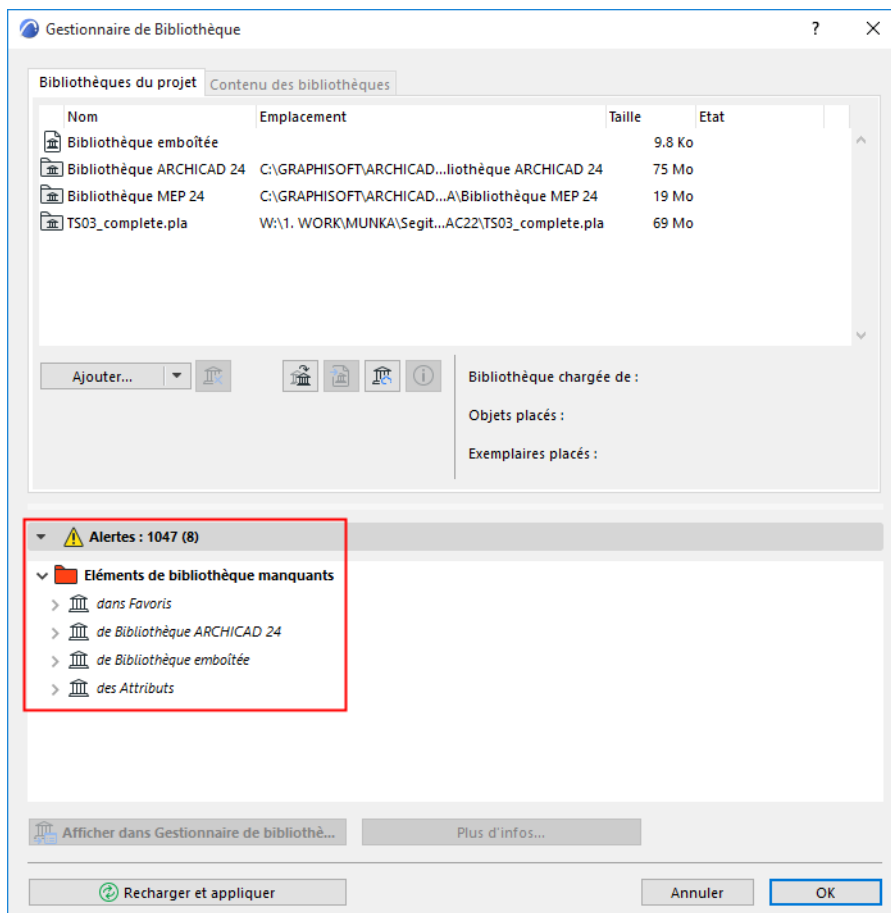 Gestionnaire de Bibliothèque ?
Bibliothèques du projet Contenu des bibliothèques
Nom Emplacement Taille Etat
Bibliothèque emboîtée 9.8 Ko
Bibliothèque ARCHICAD 24 C:\GRAPHISOFT\ARCHICAD...liothèque ARCHICAD 24 75 Mo
Bibliothèque MEP 24 C:\GRAPHISOFT\ARCHICAD...A\Bibliothèque MEP 24 19 Mo
TS03_complete.pla W:\1. WORK\MUNKA\Segit...AC22\TS03_complete.pla 69 Mo
Ajouter... Bibliothèque chargée de :
Objets placés :
Exemplaires placés :
Alertes : 1047 (8)
Eléments de bibliothèque manquants
dans Favoris
de Bibliothèque ARCHICAD 24
de Bibliothèque emboîtée
des Attributs
Afficher dans Gestionnaire de bibliothè... Plus d'infos...
Recharger et appliquer Annuler OK